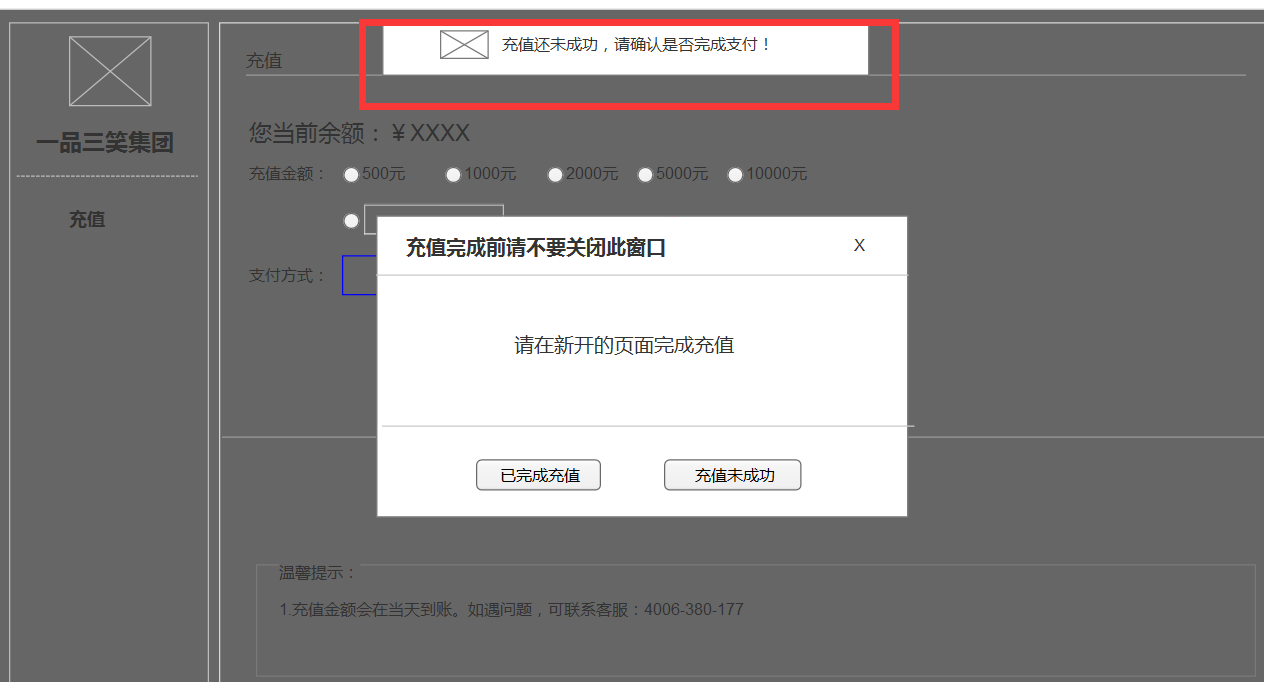 充值还未成功，请确认是否完成支付！
充值
一品三笑集团
充值
您当前余额：￥XXXX
充值金额： 500元 1000元 2000元 5000元 10000元
支付方式：
充值完成前请不要关闭此窗口 X
请在新开的页面完成充值
已完成充值 充值未成功
温馨提示：
1.充值金额会在当天到账。如遇问题，可联系客服：4006-380-177